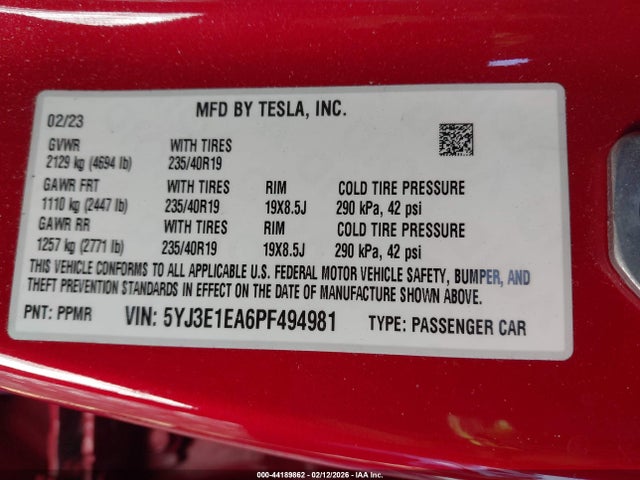 MFD BY TESLA, INC.
02/23
GVWR WITH TIRES
2129 kg (4694 lb) 235/40R19
GAWR FRT WITH TIRES RIM COLD TIRE PRESSURE
1110 kg (2447 lb) 235/40R19 19X8.5J 290 kPa, 42 psi
GAWR RR WITH TIRES RIM COLD TIRE PRESSURE
1257 kg (2771 lb) 235/40R19 19X8.5J 290 kPa, 42 psi
THIS VEHICLE CONFORMS TO ALL APPLICABLE U.S. FEDERAL MOTOR VEHICLE SAFETY, BUMPER, AND
THEFT PREVENTION STANDARDS IN EFFECT ON THE DATE OF MANUFACTURE SHOWN ABOVE.
PNT: PPMR VIN: 5YJ3E1EA6PF494981 TYPE: PASSENGER CAR
000-44189862 - 02/12/2026 - IAA Inc.